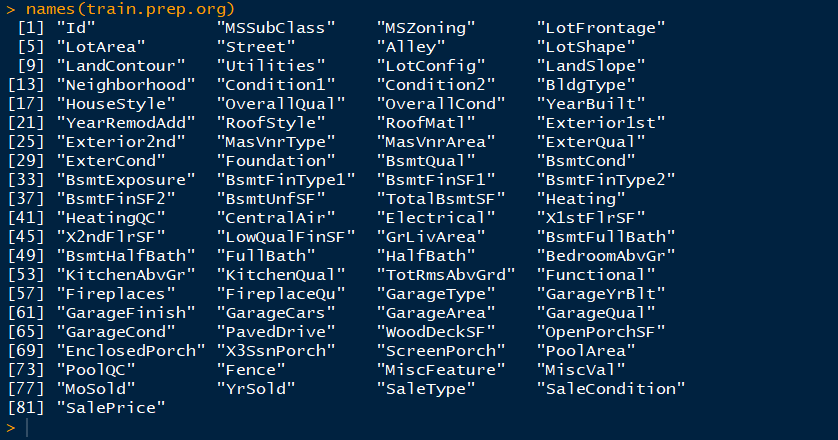 > names(train.prep.org)
 [1] "Id"            "MSSubClass"    "MSZoning"      "LotFrontage"
 [5] "LotArea"       "Street"        "Alley"         "LotShape"
 [9] "LandContour"   "Utilities"     "LotConfig"     "LandSlope"
[13] "Neighborhood"  "Condition1"    "Condition2"    "BldgType"
[17] "HouseStyle"    "OverallQual"   "OverallCond"   "YearBuilt"
[21] "YearRemodAdd"  "RoofStyle"     "RoofMatl"      "Exterior1st"
[25] "Exterior2nd"   "MasVnrType"    "MasVnrArea"    "ExterQual"
[29] "ExterCond"     "Foundation"    "BsmtQual"      "BsmtCond"
[33] "BsmtExposure"  "BsmtFinType1"  "BsmtFinSF1"    "BsmtFinType2"
[37] "BsmtFinSF2"    "BsmtUnfSF"     "TotalBsmtSF"   "Heating"
[41] "HeatingQC"     "CentralAir"    "Electrical"    "X1stFlrSF"
[45] "X2ndFlrSF"     "LowQualFinSF"  "GrLivArea"     "BsmtFullBath"
[49] "BsmtHalfBath"  "FullBath"      "HalfBath"      "BedroomAbvGr"
[53] "KitchenAbvGr"  "KitchenQual"   "TotRmsAbvGrd"  "Functional"
[57] "Fireplaces"    "FireplaceQu"   "GarageType"    "GarageYrBlt"
[61] "GarageFinish"  "GarageCars"    "GarageArea"    "GarageQual"
[65] "GarageCond"    "PavedDrive"    "WoodDeckSF"    "OpenPorchSF"
[69] "EnclosedPorch" "X3SsnPorch"    "ScreenPorch"   "PoolArea"
[73] "PoolQC"        "Fence"         "MiscFeature"   "MiscVal"
[77] "MoSold"        "YrSold"        "SaleType"      "SaleCondition"
[81] "SalePrice"
>